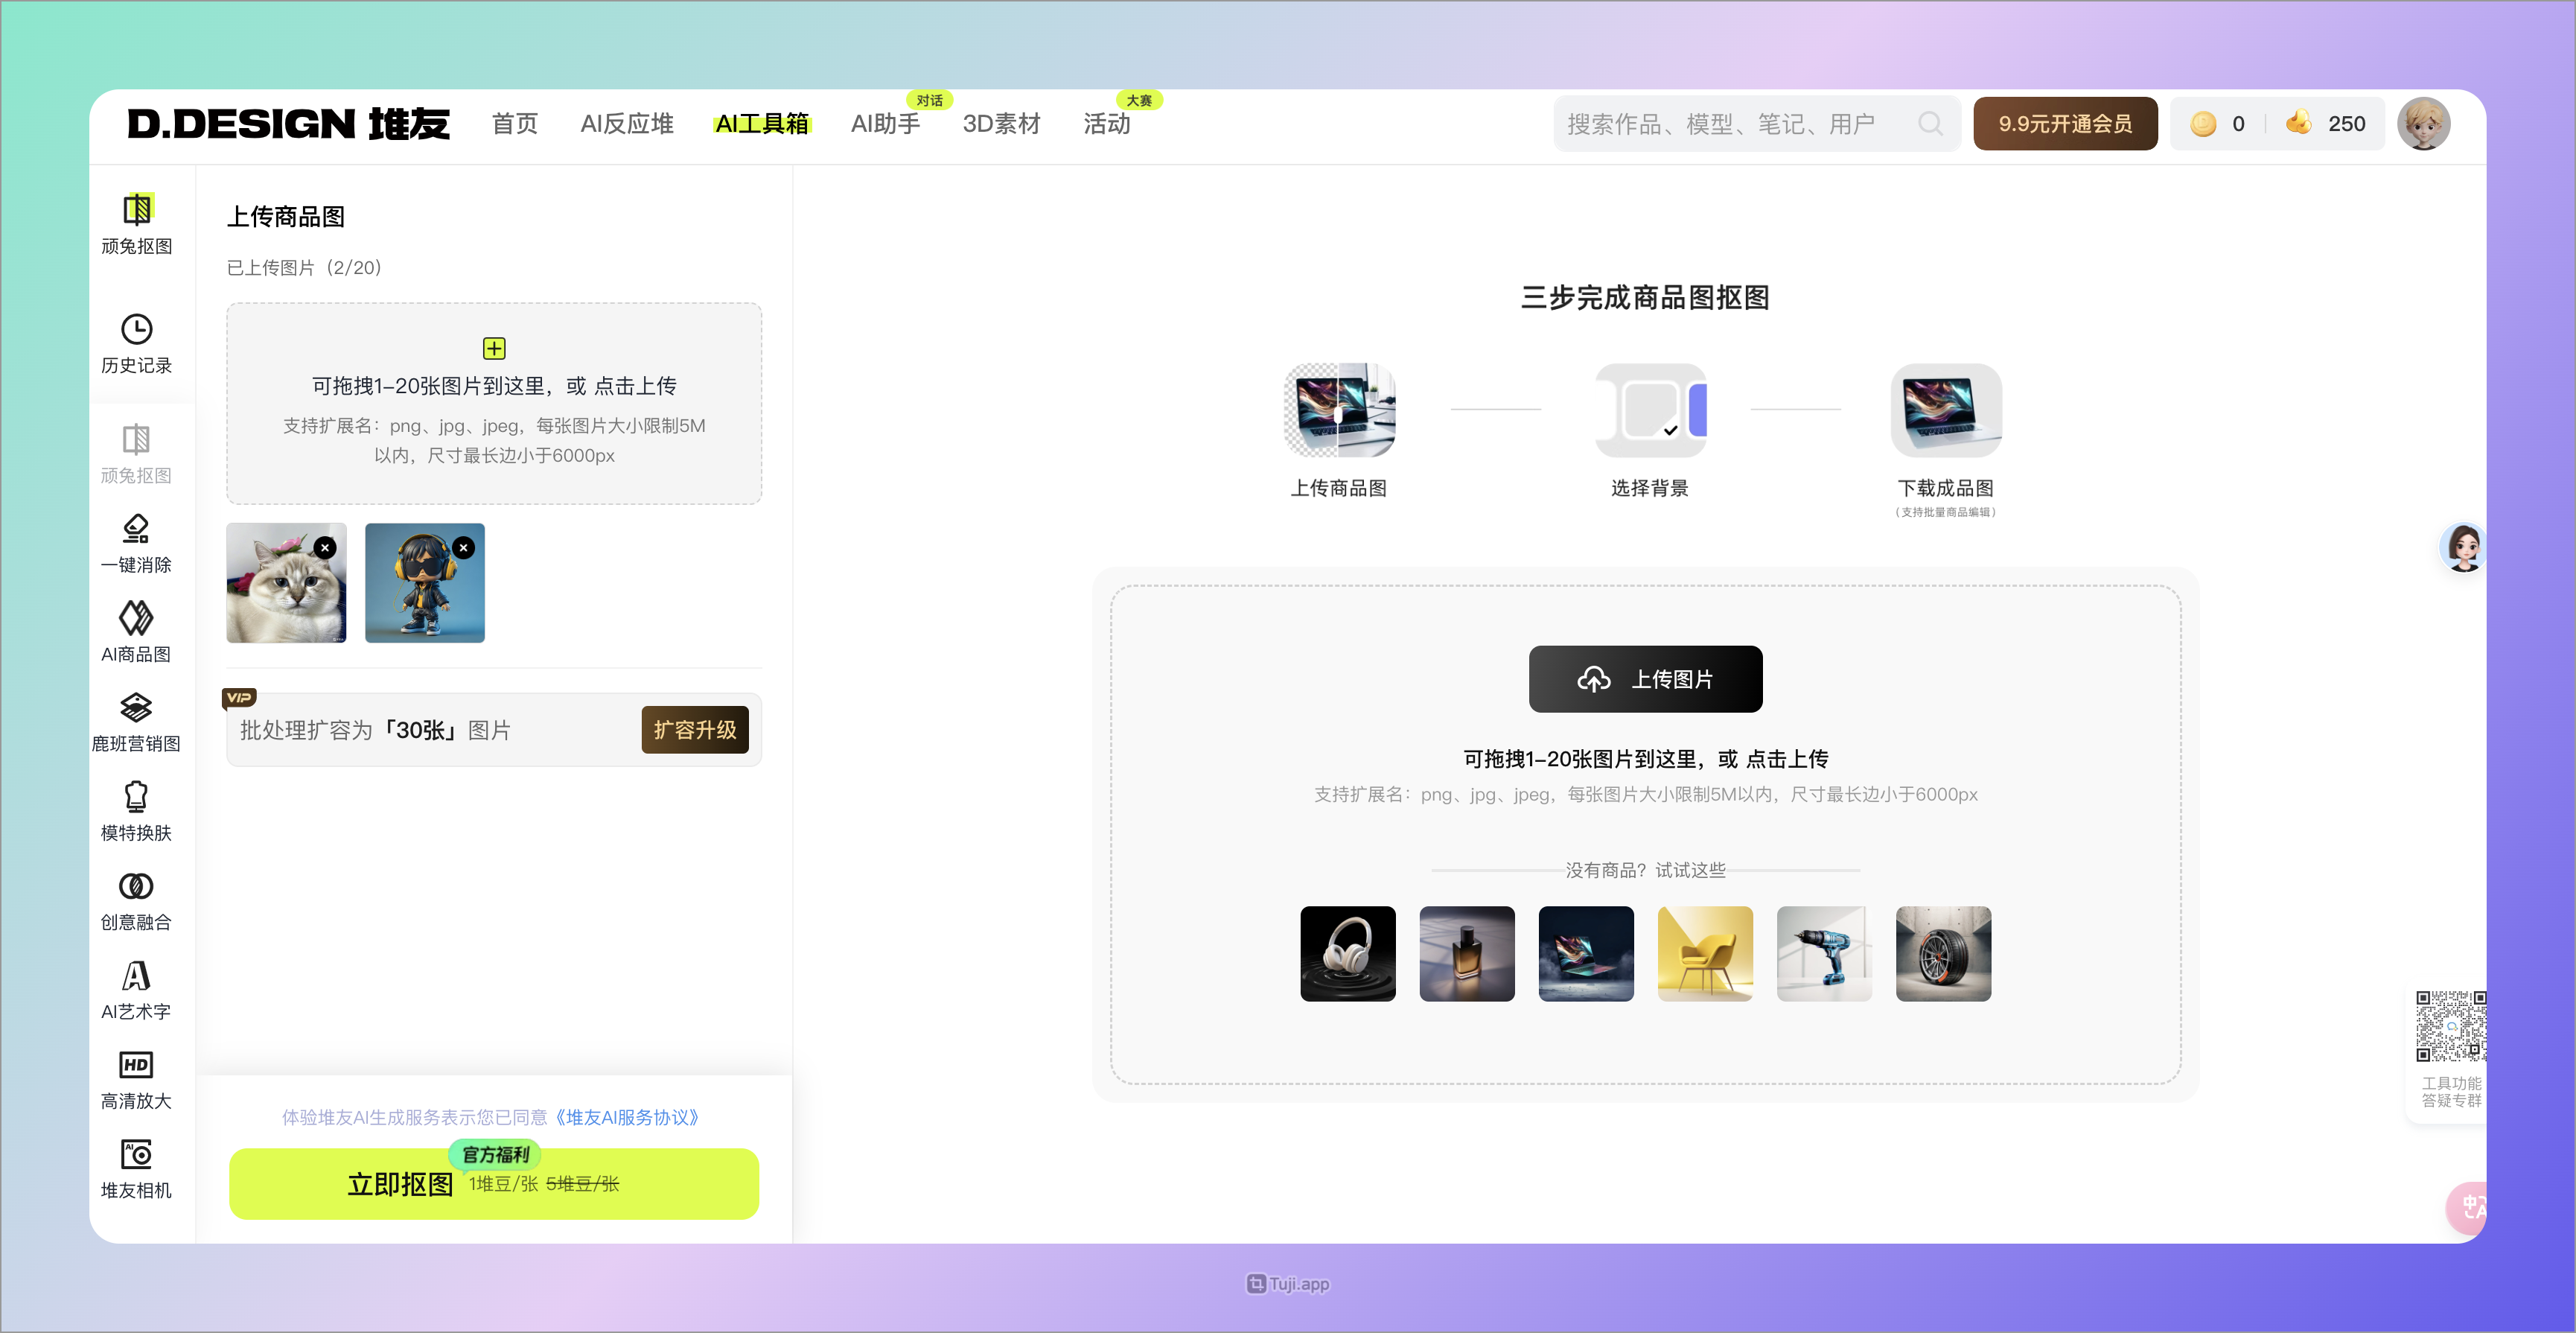 D.DESIGN 堆友
首页
AI反应堆
AI工具箱
AI助手
对话
3D素材
活动
大赛
搜索作品、模型、笔记、用户
9.9元开通会员
0
250
顽兔抠图
历史记录
顽兔抠图
一键消除
AI商品图
鹿班营销图
模特换肤
创意融合
AI艺术字
HD
高清放大
AI
堆友相机
上传商品图
已上传图片（2/20）
可拖拽1-20张图片到这里，或 点击上传
支持扩展名：png、jpg、jpeg，每张图片大小限制5M
以内，尺寸最长边小于6000px
VIP
批处理扩容为「30张」图片
扩容升级
体验堆友AI生成服务表示您已同意《堆友AI服务协议》
官方福利
立即抠图 1堆豆/张 5堆豆/张
三步完成商品图抠图
上传商品图
选择背景
下载成品图
（支持批量商品编辑）
上传图片
可拖拽1-20张图片到这里，或 点击上传
支持扩展名：png、jpg、jpeg，每张图片大小限制5M以内，尺寸最长边小于6000px
没有商品？试试这些
工具功能
答疑专群
中
A
Tuji.app